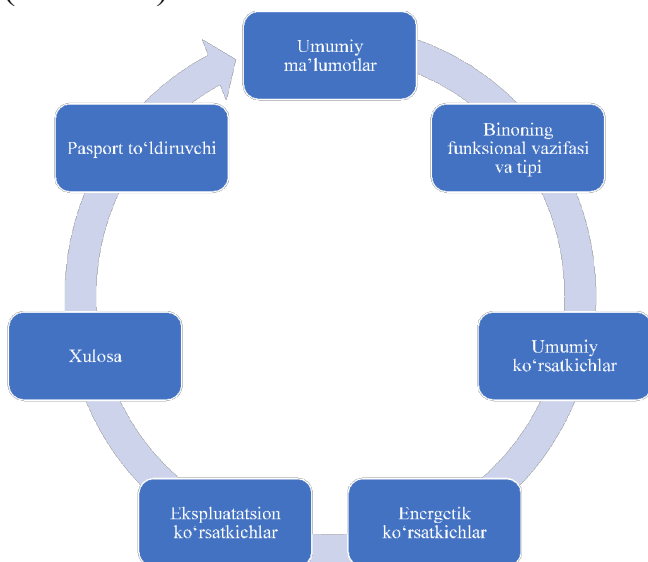 Umumiy
ma’lumotlar
Binoning
funksional vazifasi
va tipi
Umumiy
ko‘rsatkichlar
Energetik
ko‘rsatkichlar
Ekspluatatsion
ko‘rsatkichlar
Xulosa
Pasport to‘ldiruvchi